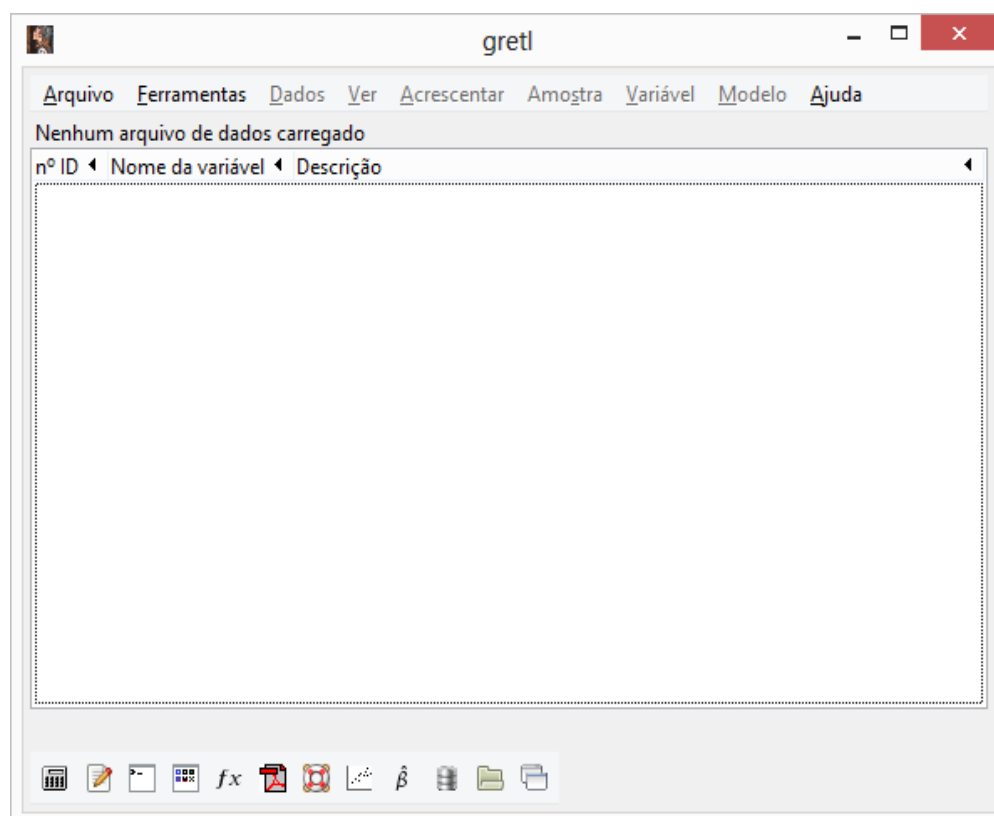 gretl
Arquivo Ferramentas Dados Ver Acrescentar Amostra Variável Modelo Ajuda
Nenhum arquivo de dados carregado
nº ID Nome da variável Descrição
fx β̂